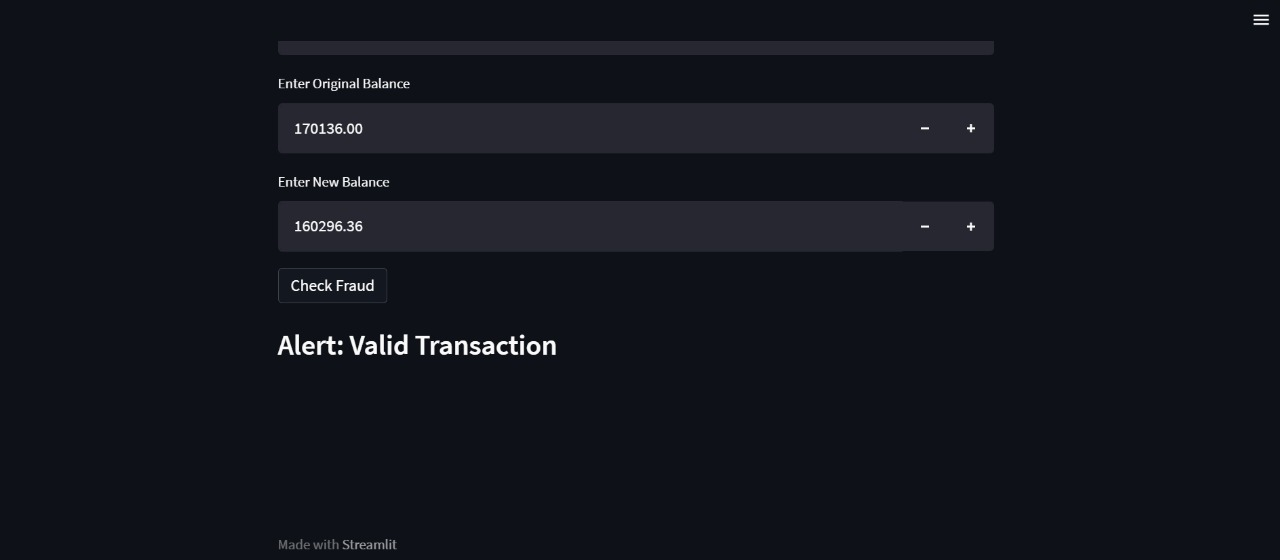 Enter Original Balance
170136.00
Enter New Balance
160296.36
Check Fraud
Alert: Valid Transaction
Made with Streamlit